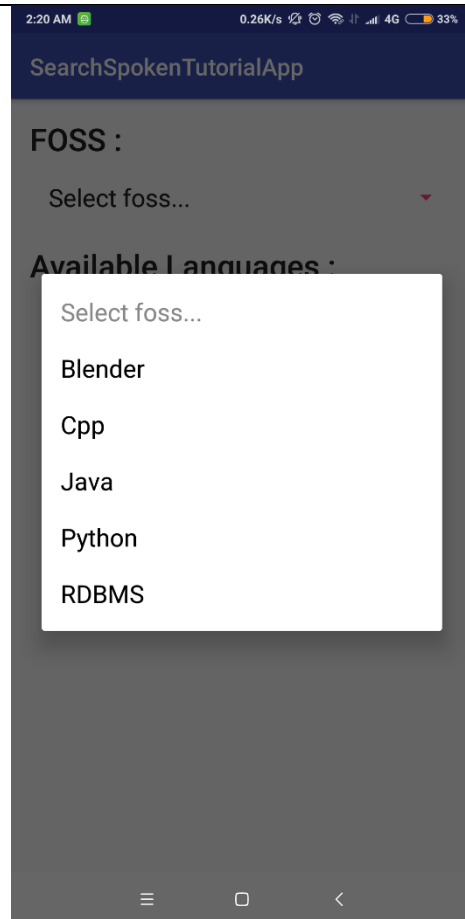 2:20 AM 0.26K/s 4G 33%
SearchSpokenTutorialApp
FOSS :
Select foss...
Available Languages :
Select foss...
Blender
Cpp
Java
Python
RDBMS